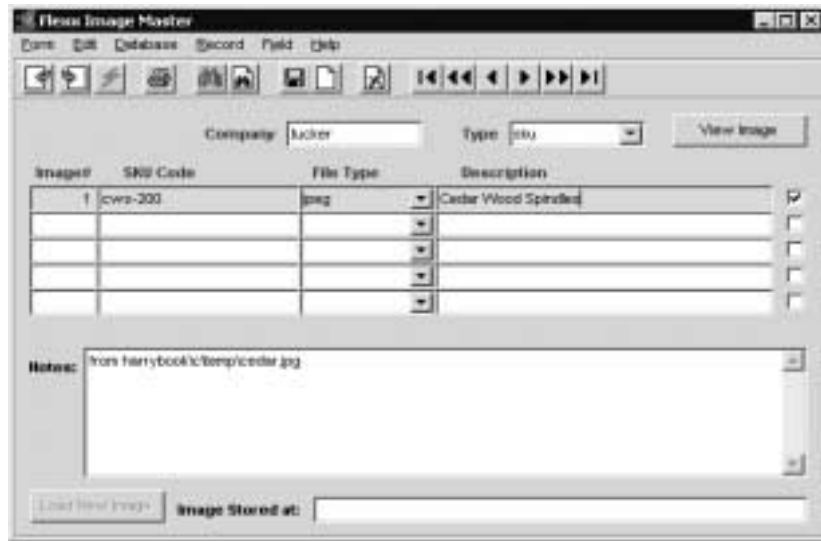 Flexx Image Master
Form Edit Database Record Field Help
Company tucker Type sku View Image
Image# SKU Code File Type Description
1 cws-200 jpeg Cedar Wood Spindles
Notes: from harrybook\c\temp\cedar.jpg
Load New Image Image Stored at: